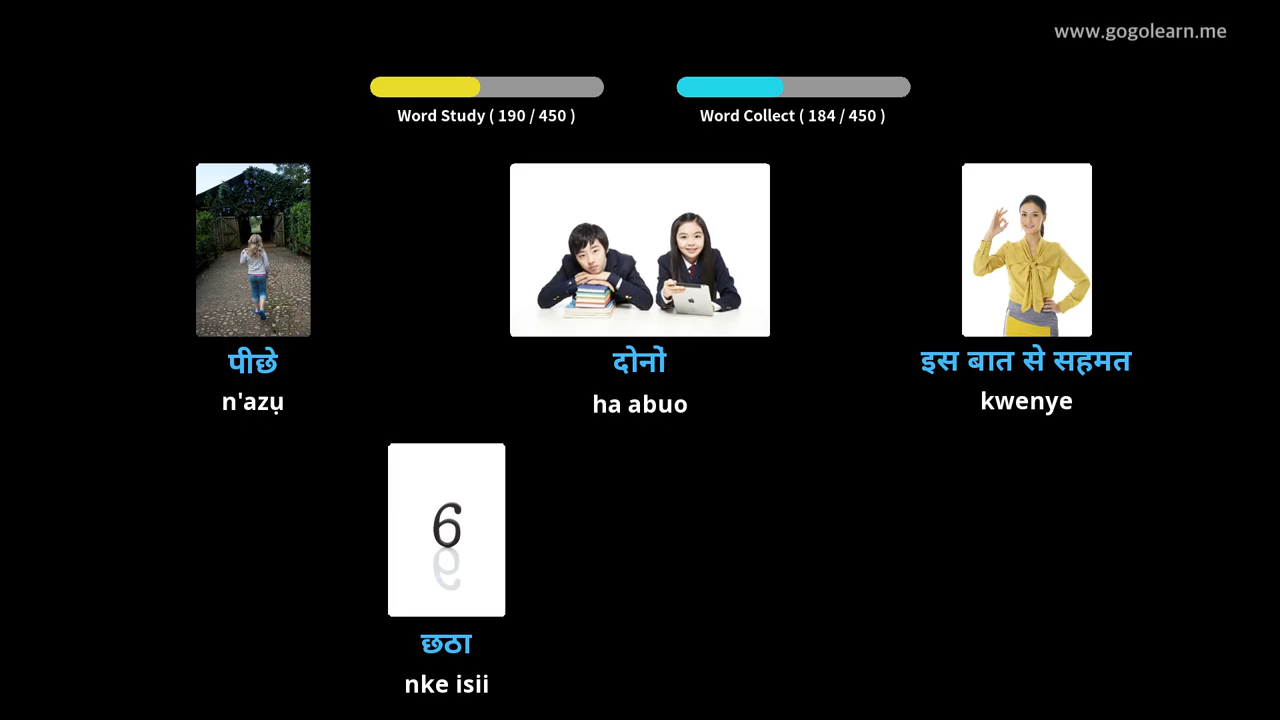 www.gogolearn.me
Word Study ( 190 / 450 )
Word Collect ( 184 / 450 )
पीछे
n'azụ
दोनों
ha abuo
इस बात से सहमत
kwenye
6
छठा
nke isii